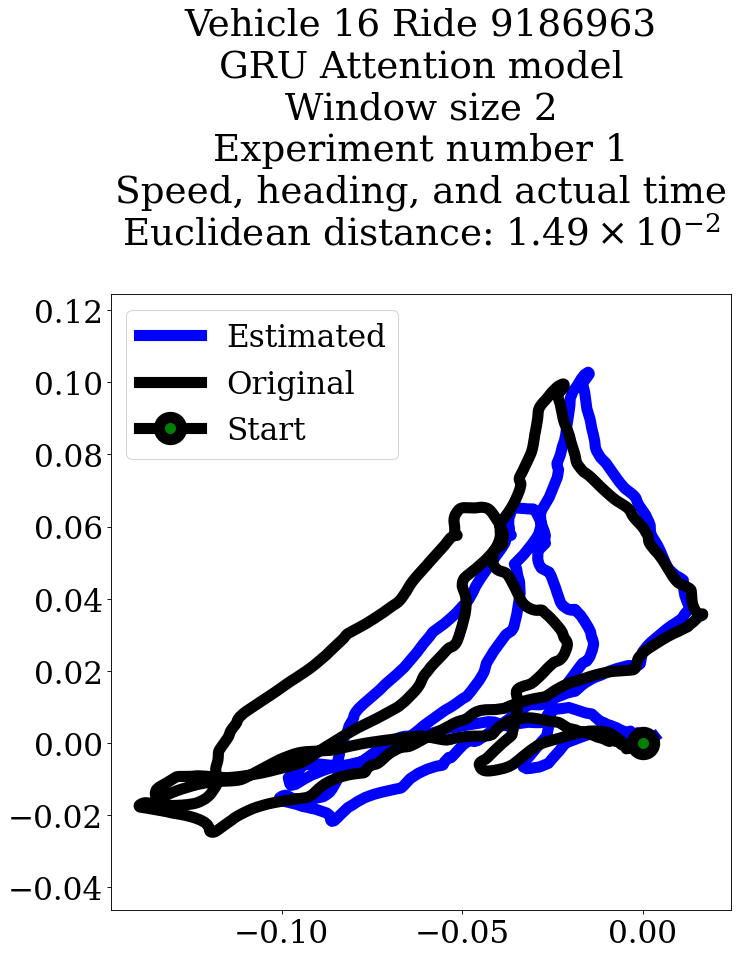 Vehicle 16 Ride 9186963
GRU Attention model
Window size 2
Experiment number 1
Speed, heading, and actual time
Euclidean distance: 1.49 × 10⁻²
0.12
Estimated
0.10
Original
0.08
Start
0.06
0.04
0.02
0.00
−0.02
−0.04
−0.10 −0.05 0.00